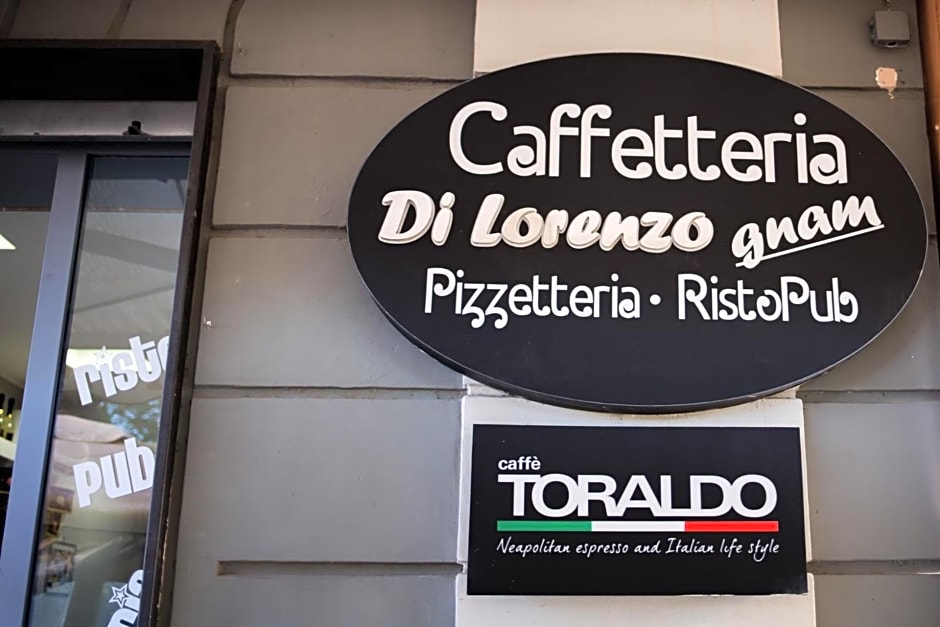 Caffetteria
Di Lorenzo gnam
Pizzetteria · RistoPub
caffè
TORALDO
Neapolitan espresso and Italian life style
risto
pub